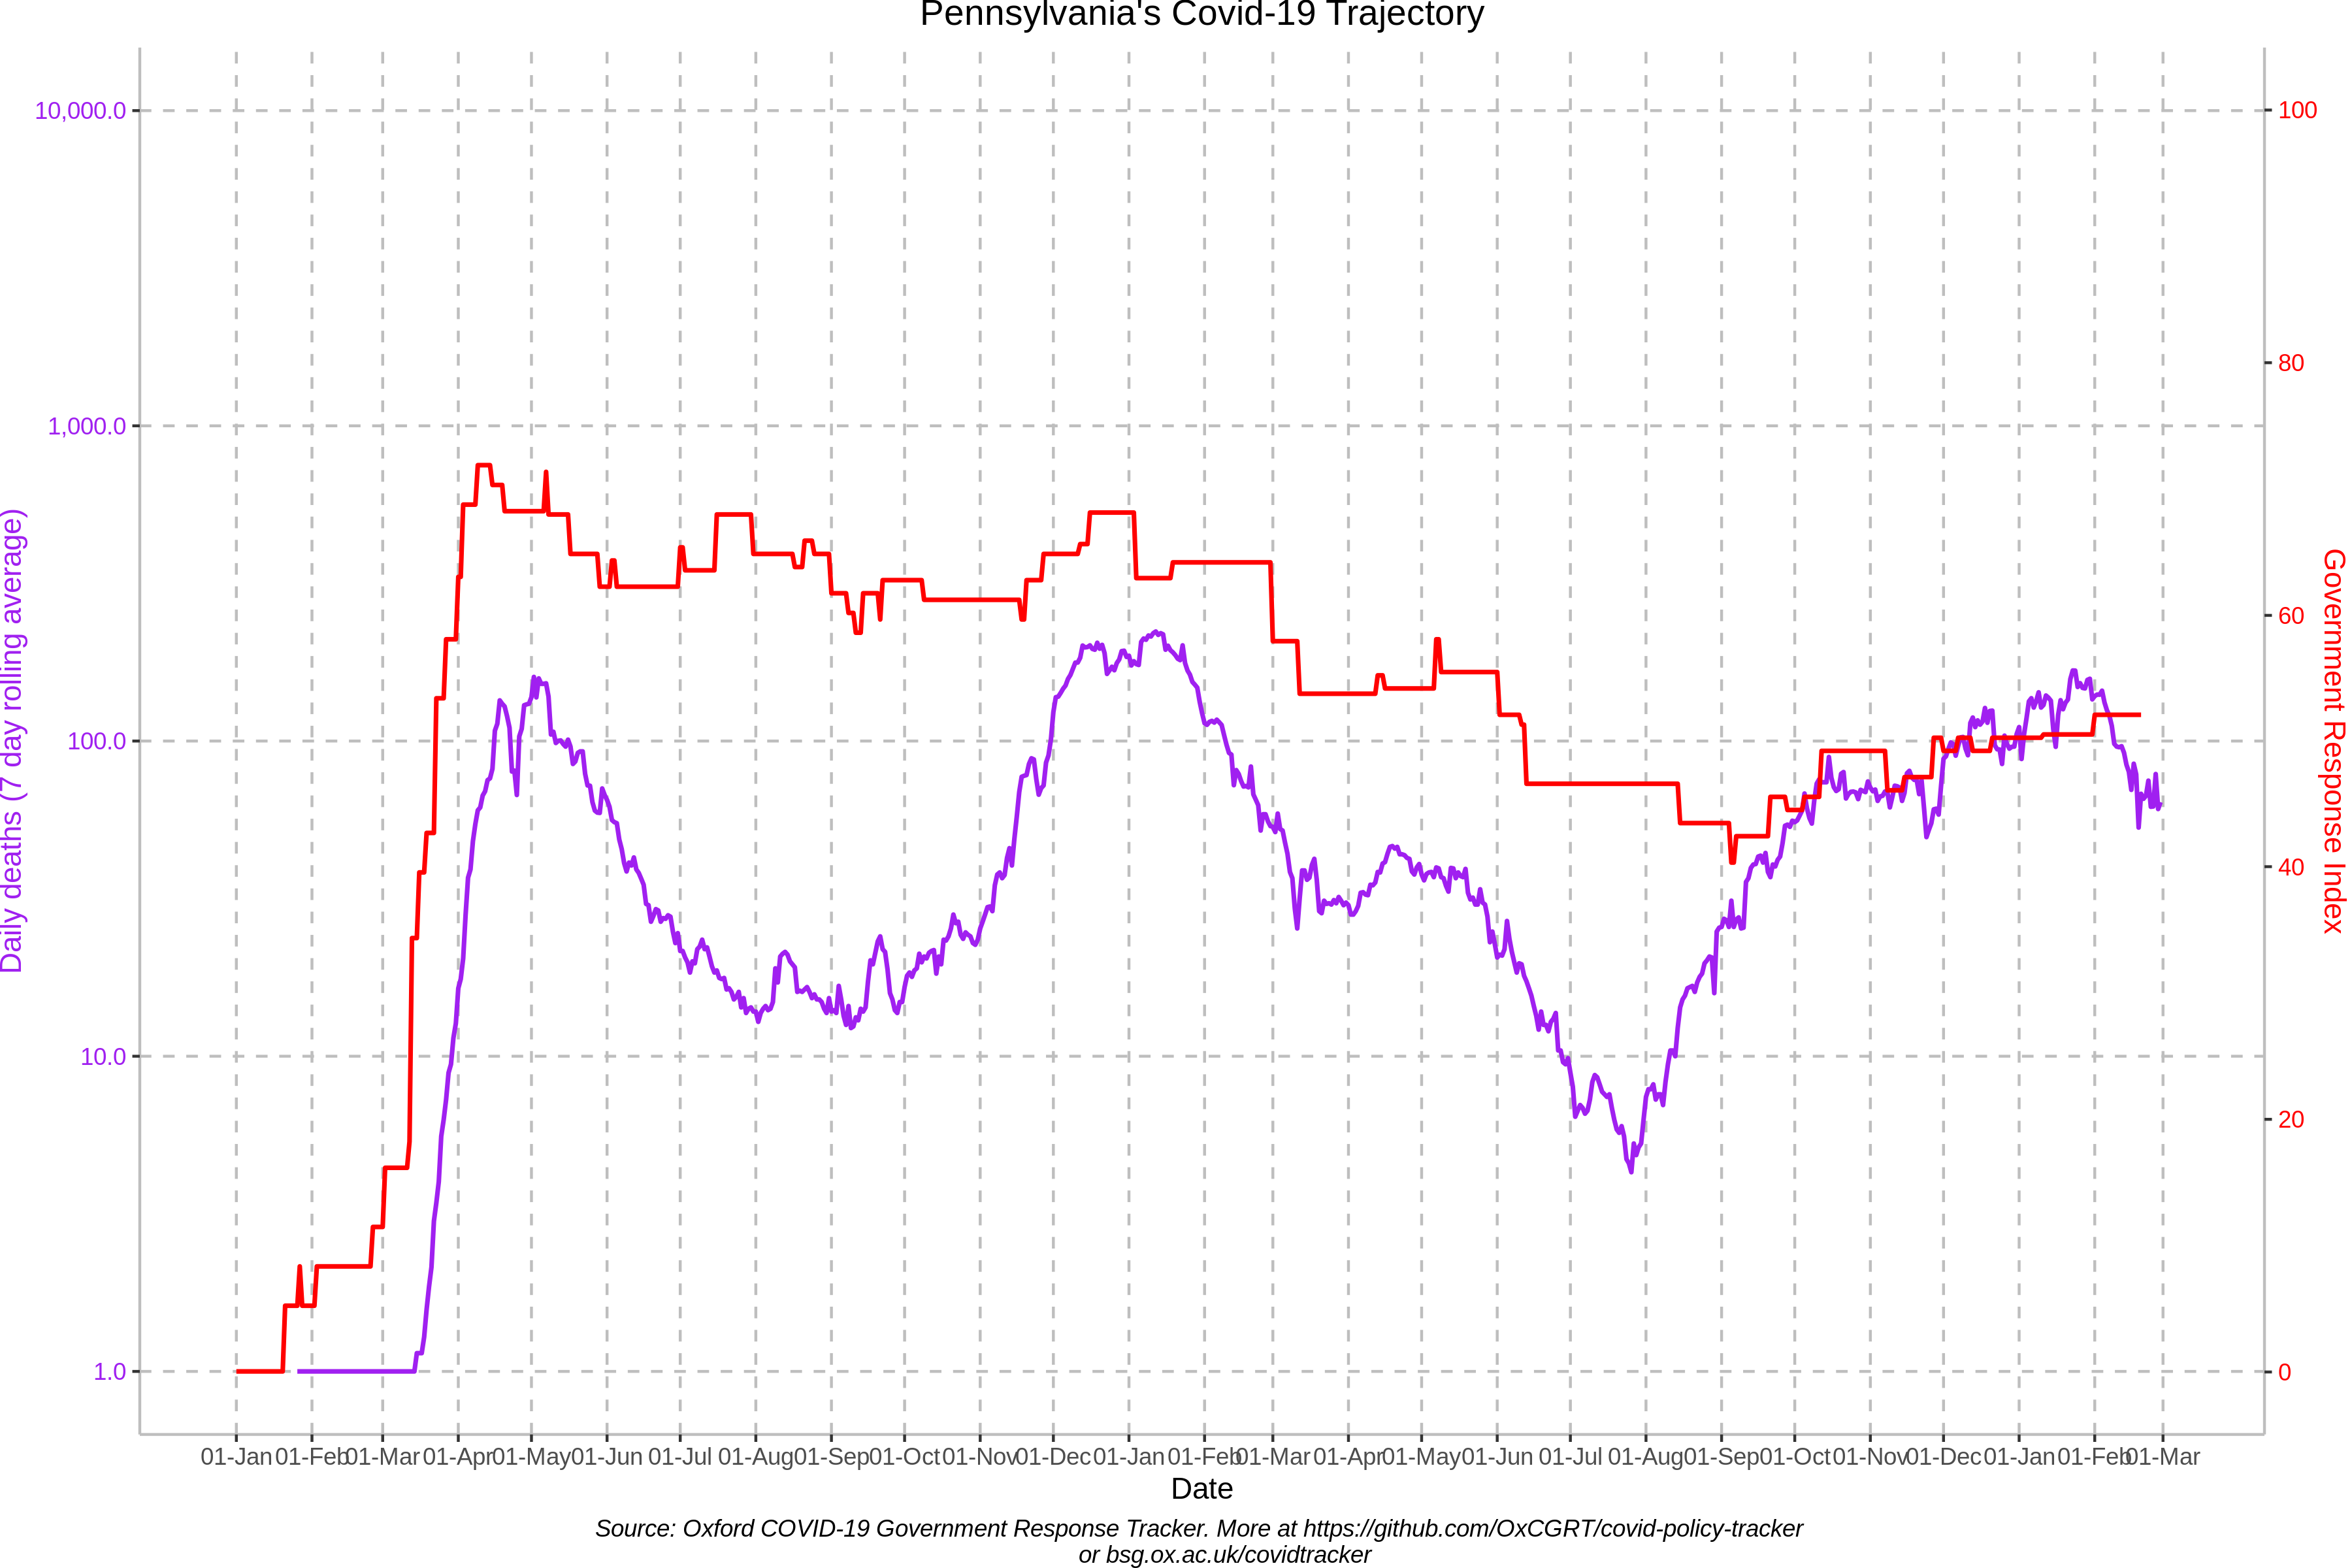 Pennsylvania's Covid-19 Trajectory
10,000.0
1,000.0
100.0
10.0
1.0
Daily deaths (7 day rolling average)
100
80
60
40
20
0
Government Response Index
01-Jan 01-Feb 01-Mar 01-Apr 01-May 01-Jun 01-Jul 01-Aug 01-Sep 01-Oct 01-Nov 01-Dec 01-Jan 01-Feb 01-Mar 01-Apr 01-May 01-Jun 01-Jul 01-Aug 01-Sep 01-Oct 01-Nov 01-Dec 01-Jan 01-Feb 01-Mar
Date
Source: Oxford COVID-19 Government Response Tracker. More at https://github.com/OxCGRT/covid-policy-tracker
or bsg.ox.ac.uk/covidtracker